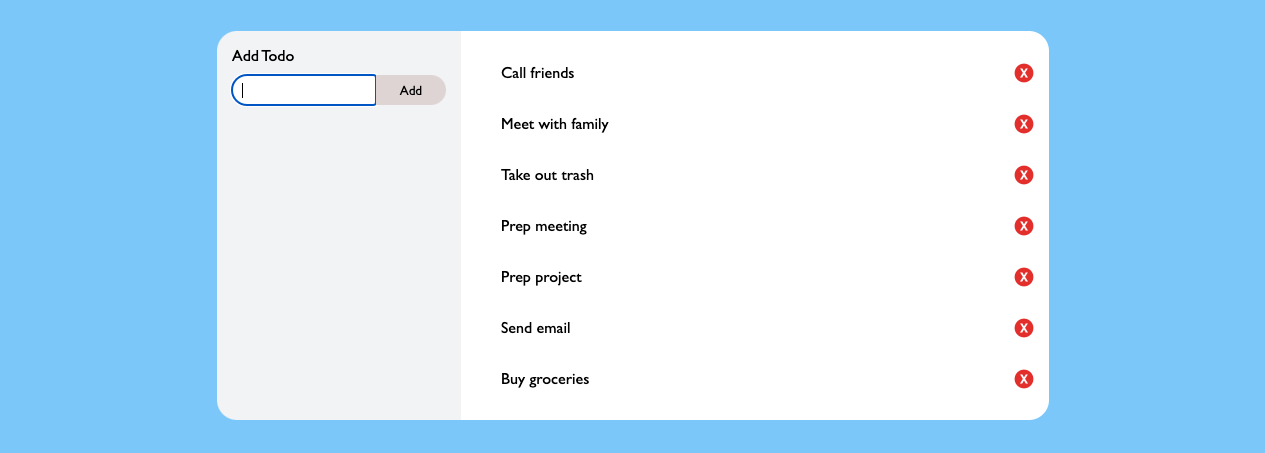 Add Todo
Add
Call friends X
Meet with family X
Take out trash X
Prep meeting X
Prep project X
Send email X
Buy groceries X